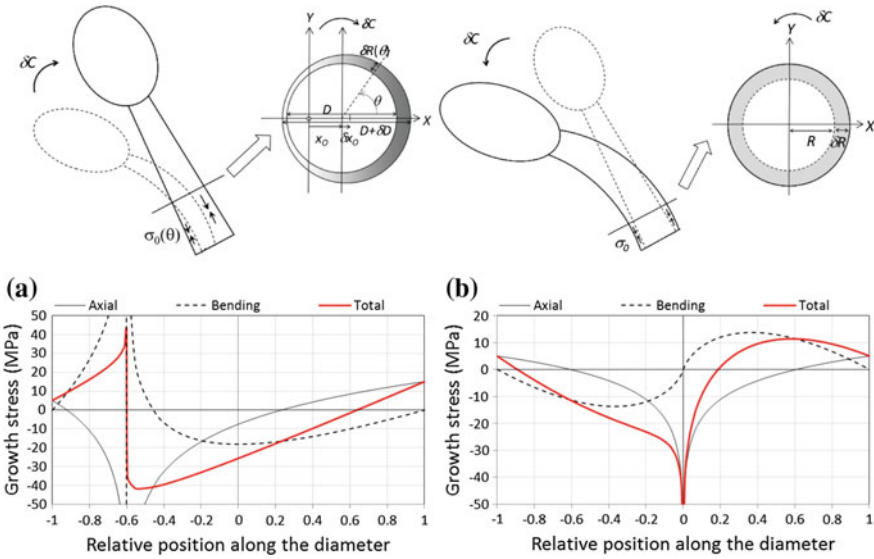 δC
Y
δC
δR(θ)
θ
D
X
x₀
δx₀
D+δD
σ₀(θ)
δC
δC
Y
X
R
δR
σ₀
(a)
Axial
Bending
Total
Growth stress (MPa)
50
40
30
20
10
0
-10
-20
-30
-40
-50
-1 -0.8 -0.6 -0.4 -0.2 0 0.2 0.4 0.6 0.8 1
Relative position along the diameter
(b)
Axial
Bending
Total
Growth stress (MPa)
20
10
0
-10
-20
-30
-40
-50
-1 -0.8 -0.6 -0.4 -0.2 0 0.2 0.4 0.6 0.8 1
Relative position along the diameter